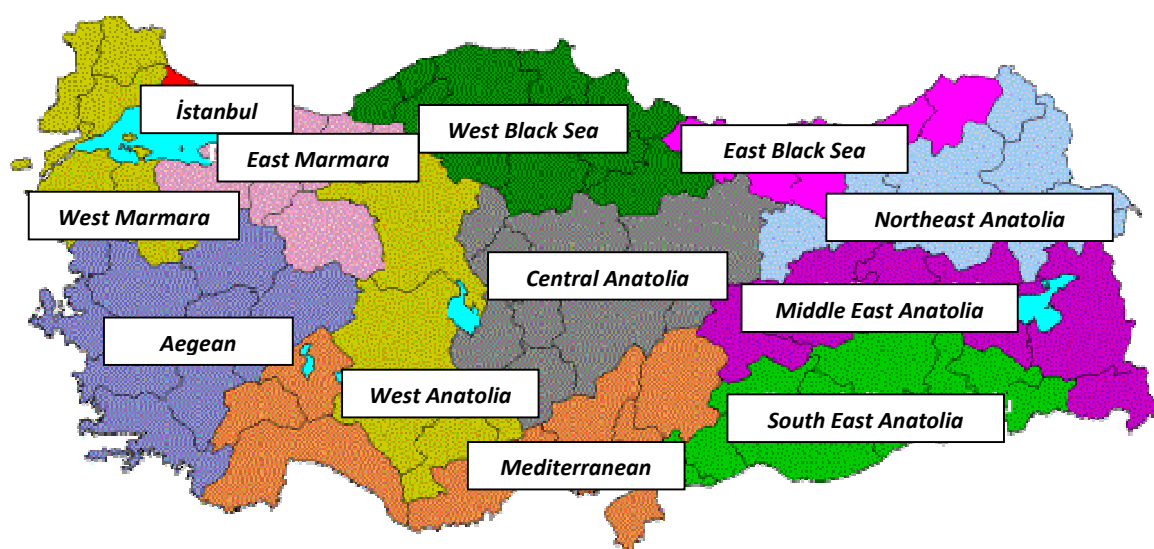 İstanbul
West Black Sea
East Marmara
East Black Sea
West Marmara
Northeast Anatolia
Central Anatolia
Middle East Anatolia
Aegean
West Anatolia
South East Anatolia
Mediterranean